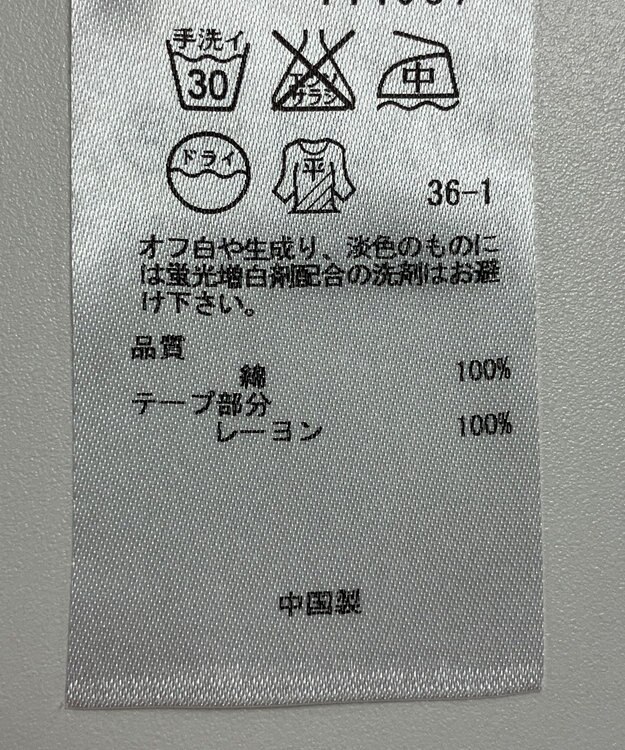 手洗イ
30
エンソ
サラシ
中
ドライ
平
36-1
オフ白や生成り、淡色のものに
は蛍光増白剤配合の洗剤はお避
け下さい。
品質
綿 100%
テープ部分
レーヨン 100%
中国製